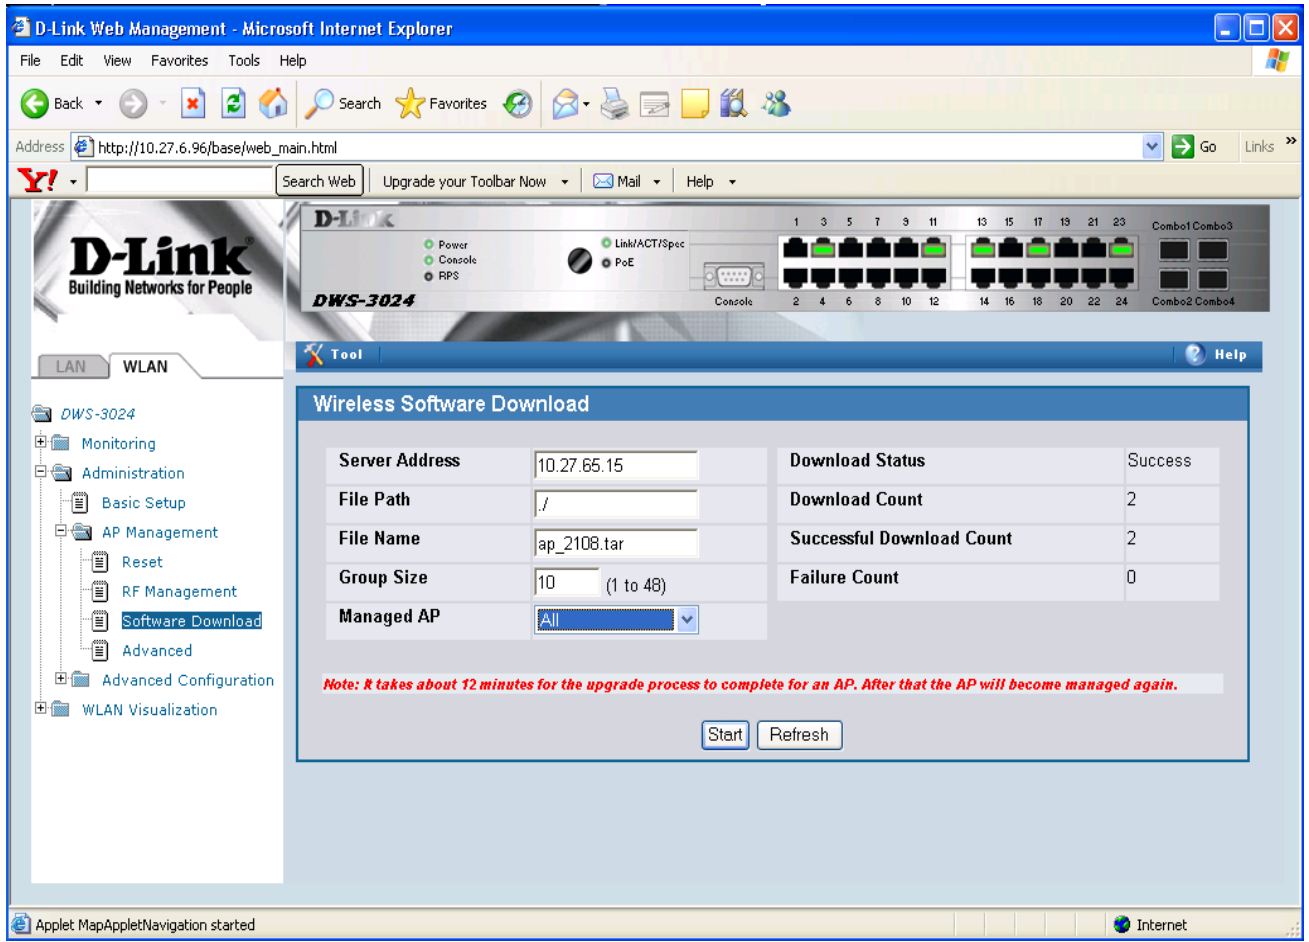 D-Link Web Management - Microsoft Internet Explorer
File Edit View Favorites Tools Help
Back Search Favorites
Address http://10.27.6.96/base/web_main.html Go Links »
Y! Search Web Upgrade your Toolbar Now Mail Help
D-Link
Building Networks for People
D-Link
Power
Console
RPS
Link/ACT/Spec
PoE
DWS-3024
Console
1 3 5 7 9 11 13 15 17 19 21 23 Combo1 Combo3
2 4 6 8 10 12 14 16 18 20 22 24 Combo2 Combo4
LAN WLAN
Tool Help
DWS-3024
Monitoring
Administration
Basic Setup
AP Management
Reset
RF Management
Software Download
Advanced
Advanced Configuration
WLAN Visualization
Wireless Software Download
Server Address 10.27.65.15 Download Status Success
File Path ./ Download Count 2
File Name ap_2108.tar Successful Download Count 2
Group Size 10 (1 to 48) Failure Count 0
Managed AP All
Note: It takes about 12 minutes for the upgrade process to complete for an AP. After that the AP will become managed again.
Start Refresh
Applet MapAppletNavigation started Internet